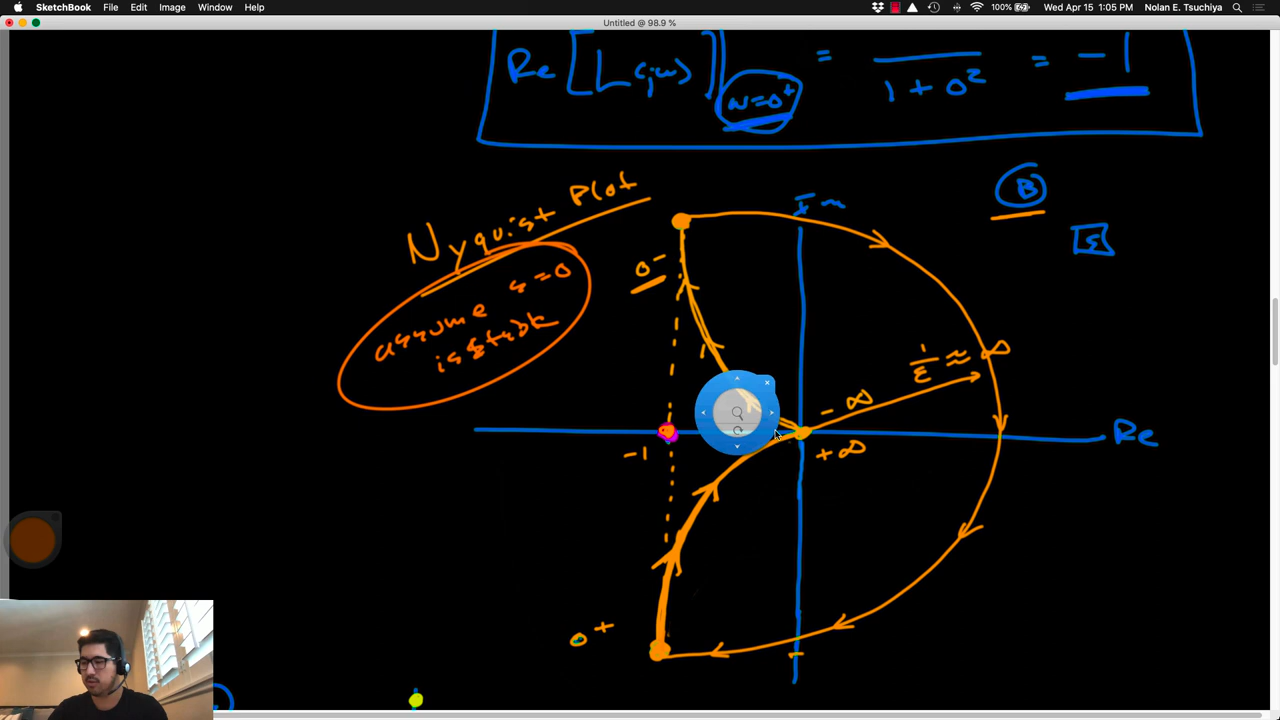 SketchBook File Edit Image Window Help 100% Wed Apr 15 1:05 PM Nolan E. Tsuchiya
Untitled @ 98.9 %
Re [L(jω)] ω=0⁺ = 1 + 0² = -1
Nyquist Plot
Im
B
s
0⁻
assume s=0
is stable
1/ε ≈ ∞
- ∞
Re
-1
+ ∞
0⁺